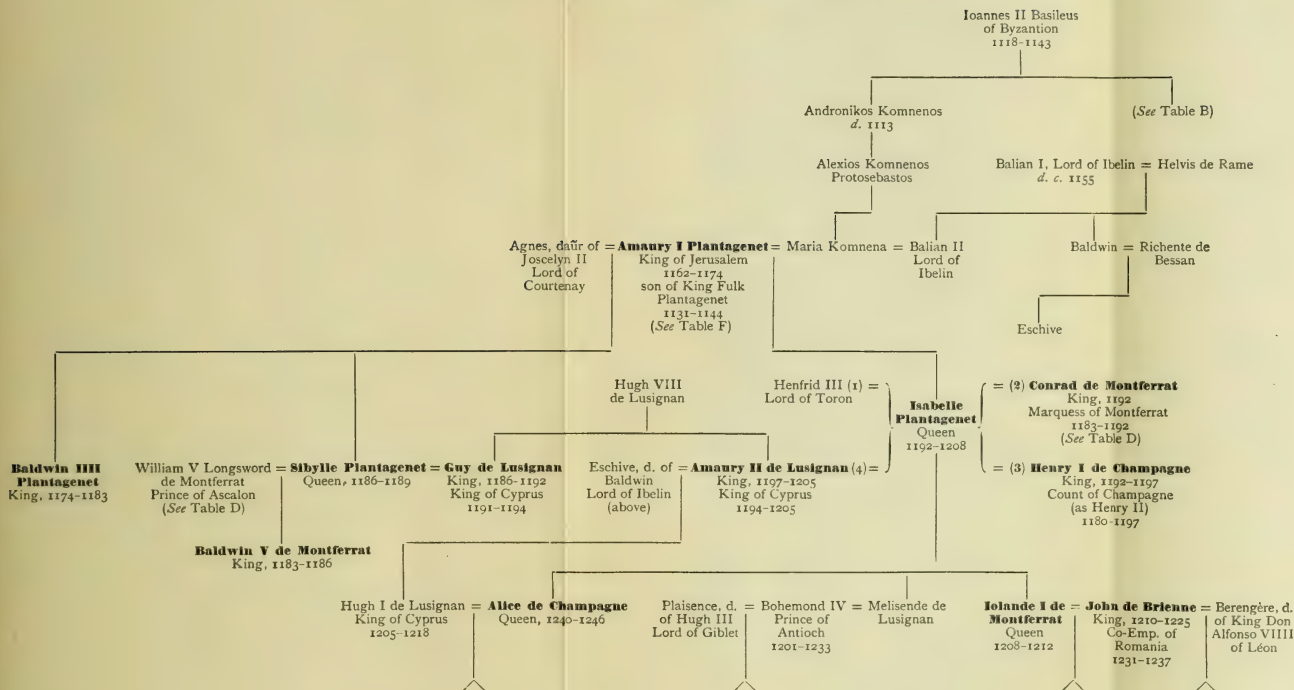 Ioannes II Basileus
of Byzantion
1118-1143
Andronikos Komnenos
d. 1113
(See Table B)
Alexios Komnenos
Protosebastos
Balian I, Lord of Ibelin = Helvis de Rame
d. c. 1155
Agnes, daũr of = Amaury I Plantagenet = Maria Komnena = Balian II
Joscelyn II
Lord of
Courtenay
King of Jerusalem
1162-1174
son of King Fulk
Plantagenet
1131-1144
(See Table F)
Lord of
Ibelin
Baldwin = Richente de
Bessan
Eschive
Hugh VIII
de Lusignan
Henfrid III (1) =
Lord of Toron
Isabelle
Plantagenet
Queen
1192-1208
= (2) Conrad de Montferrat
King, 1192
Marquess of Montferrat
1183-1192
(See Table D)
= (3) Henry I de Champagne
King, 1192-1197
Count of Champagne
(as Henry II)
1180-1197
Baldwin IIII
Plantagenet
King, 1174-1183
William V Longsword = Sibylle Plantagenet = Guy de Lusignan
de Montferrat
Prince of Ascalon
(See Table D)
Queen, 1186-1189
King, 1186-1192
King of Cyprus
1191-1194
Eschive, d. of = Amaury II de Lusignan (4) =
Baldwin
Lord of Ibelin
(above)
King, 1197-1205
King of Cyprus
1194-1205
Baldwin V de Montferrat
King, 1183-1186
Hugh I de Lusignan = Alice de Champagne
King of Cyprus
1205-1218
Queen, 1240-1246
Plaisence, d. = Bohemond IV = Melisende de
of Hugh III
Lord of Giblet
Prince of
Antioch
1201-1233
Lusignan
Iolande I de = John de Brienne = Berengère, d.
Montferrat
Queen
1208-1212
King, 1210-1225
Co-Emp. of
Romania
1231-1237
of King Don
Alfonso VIIII
of Léon